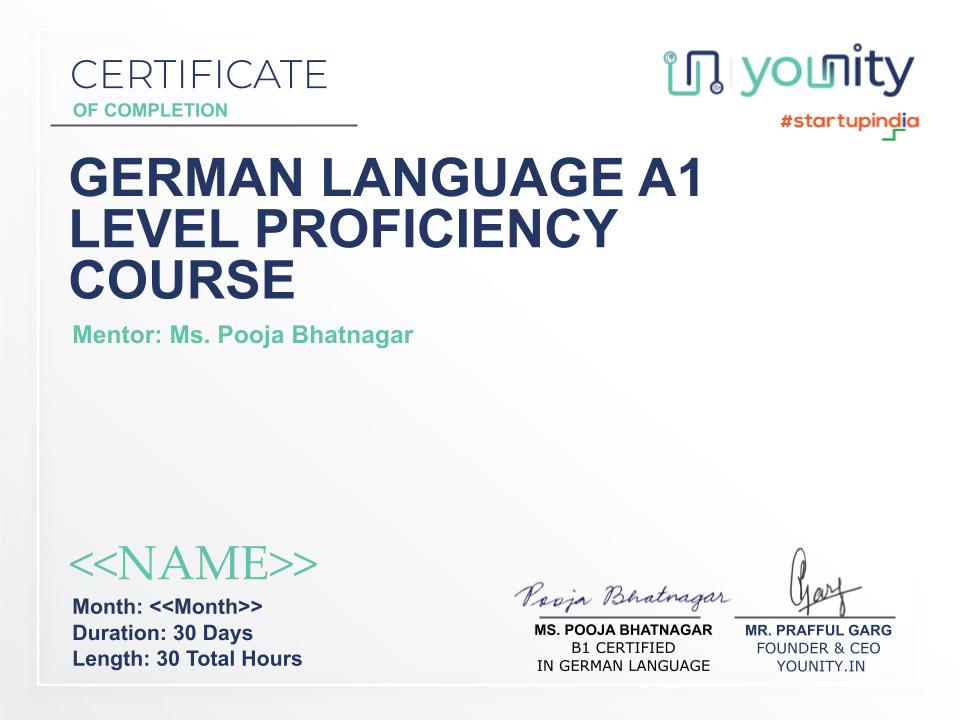 CERTIFICATE
OF COMPLETION
younity
#startupindia
GERMAN LANGUAGE A1
LEVEL PROFICIENCY
COURSE
Mentor: Ms. Pooja Bhatnagar
<<NAME>>
Month: <<Month>>
Duration: 30 Days
Length: 30 Total Hours
Pooja Bhatnagar
MS. POOJA BHATNAGAR
B1 CERTIFIED
IN GERMAN LANGUAGE
Garg
MR. PRAFFUL GARG
FOUNDER & CEO
YOUNITY.IN